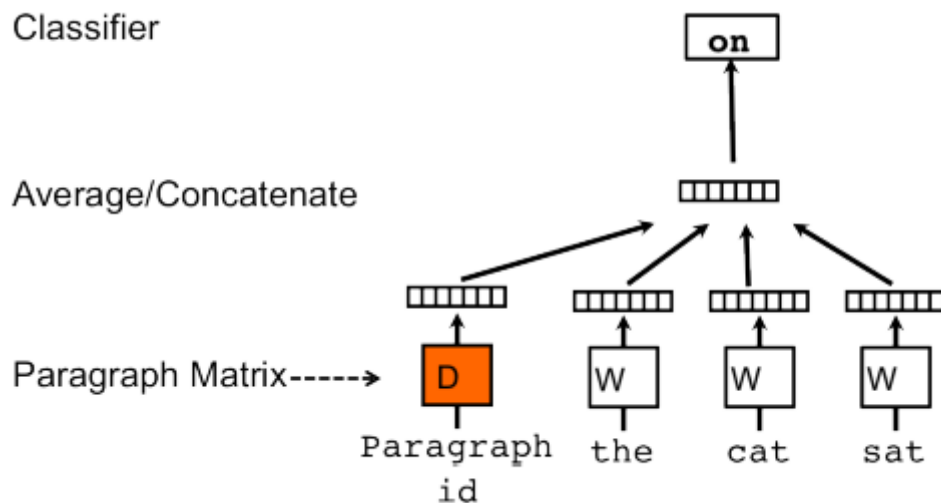 Classifier
on
Average/Concatenate
Paragraph Matrix
D
W
W
W
Paragraph
id
the
cat
sat